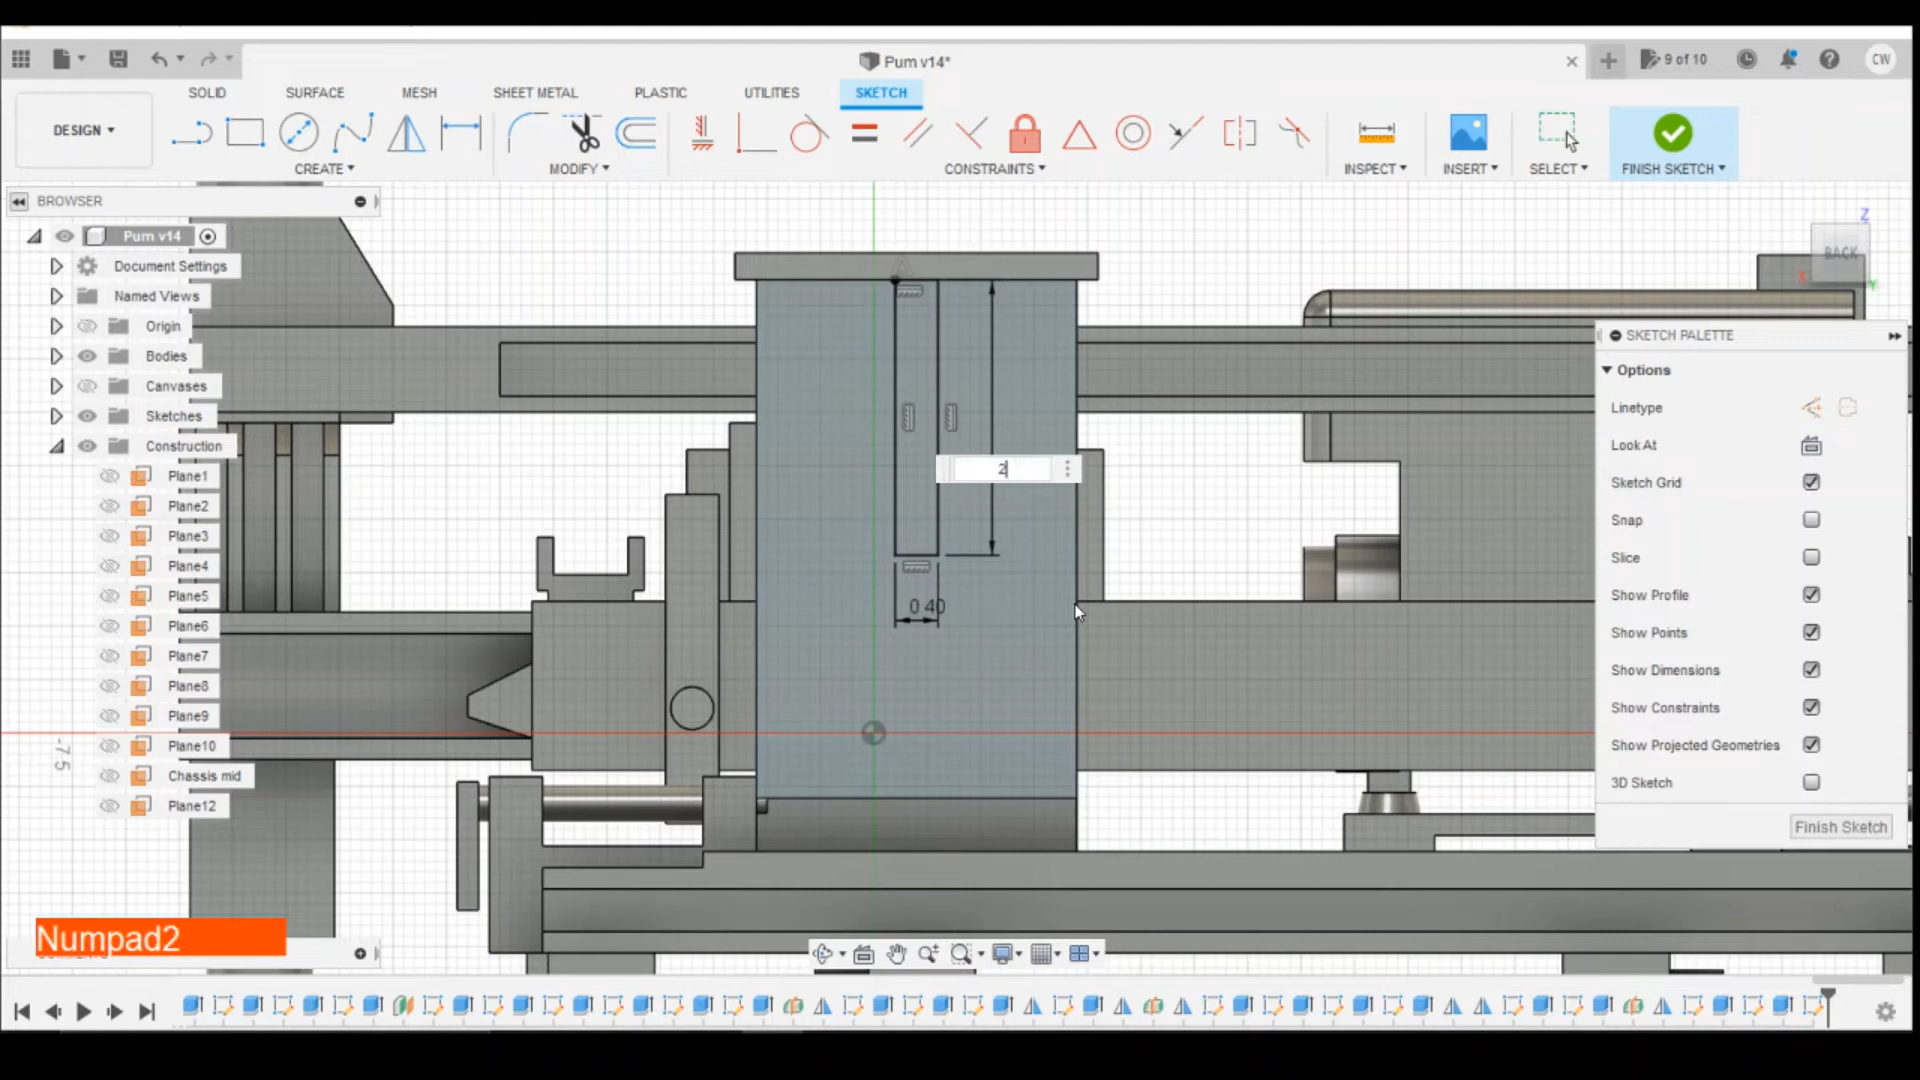 Pum v14*
9 of 10
CW
DESIGN
SOLID
SURFACE
MESH
SHEET METAL
PLASTIC
UTILITIES
SKETCH
CREATE
MODIFY
CONSTRAINTS
INSPECT
INSERT
SELECT
FINISH SKETCH
BROWSER
Pum v14
Document Settings
Named Views
Origin
Bodies
Canvases
Sketches
Construction
Plane1
Plane2
Plane3
Plane4
Plane5
Plane6
Plane7
Plane8
Plane9
Plane10
Chassis mid
Plane12
-7.5
2
0.40
Z
BACK
X
Y
SKETCH PALETTE
Options
Linetype
Look At
Sketch Grid
Snap
Slice
Show Profile
Show Points
Show Dimensions
Show Constraints
Show Projected Geometries
3D Sketch
Finish Sketch
Numpad2